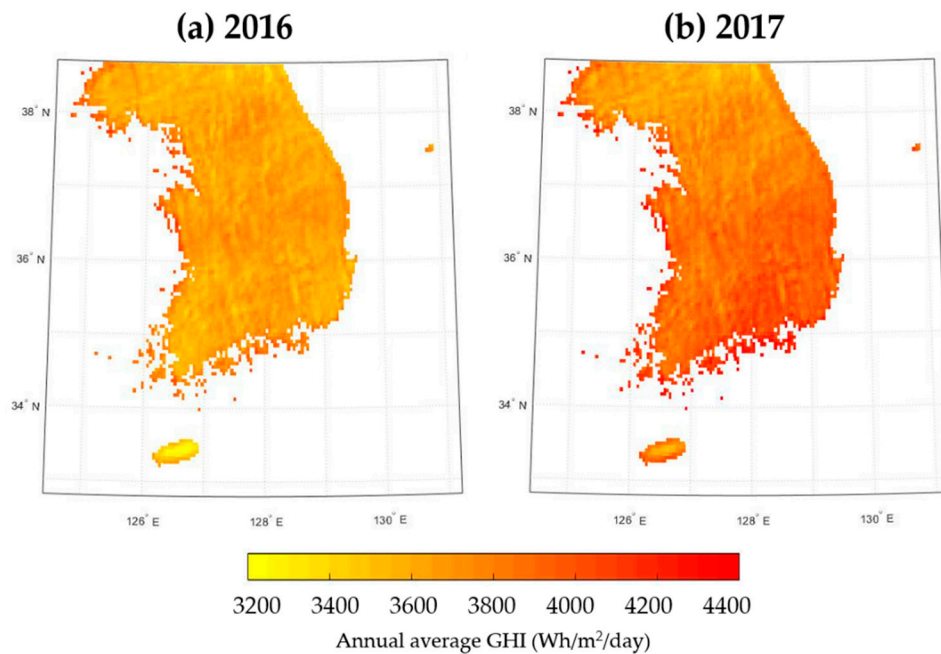 (a) 2016
(b) 2017
38° N
36° N
34° N
126° E
128° E
130° E
38° N
36° N
34° N
126° E
128° E
130° E
3200 3400 3600 3800 4000 4200 4400
Annual average GHI (Wh/m²/day)